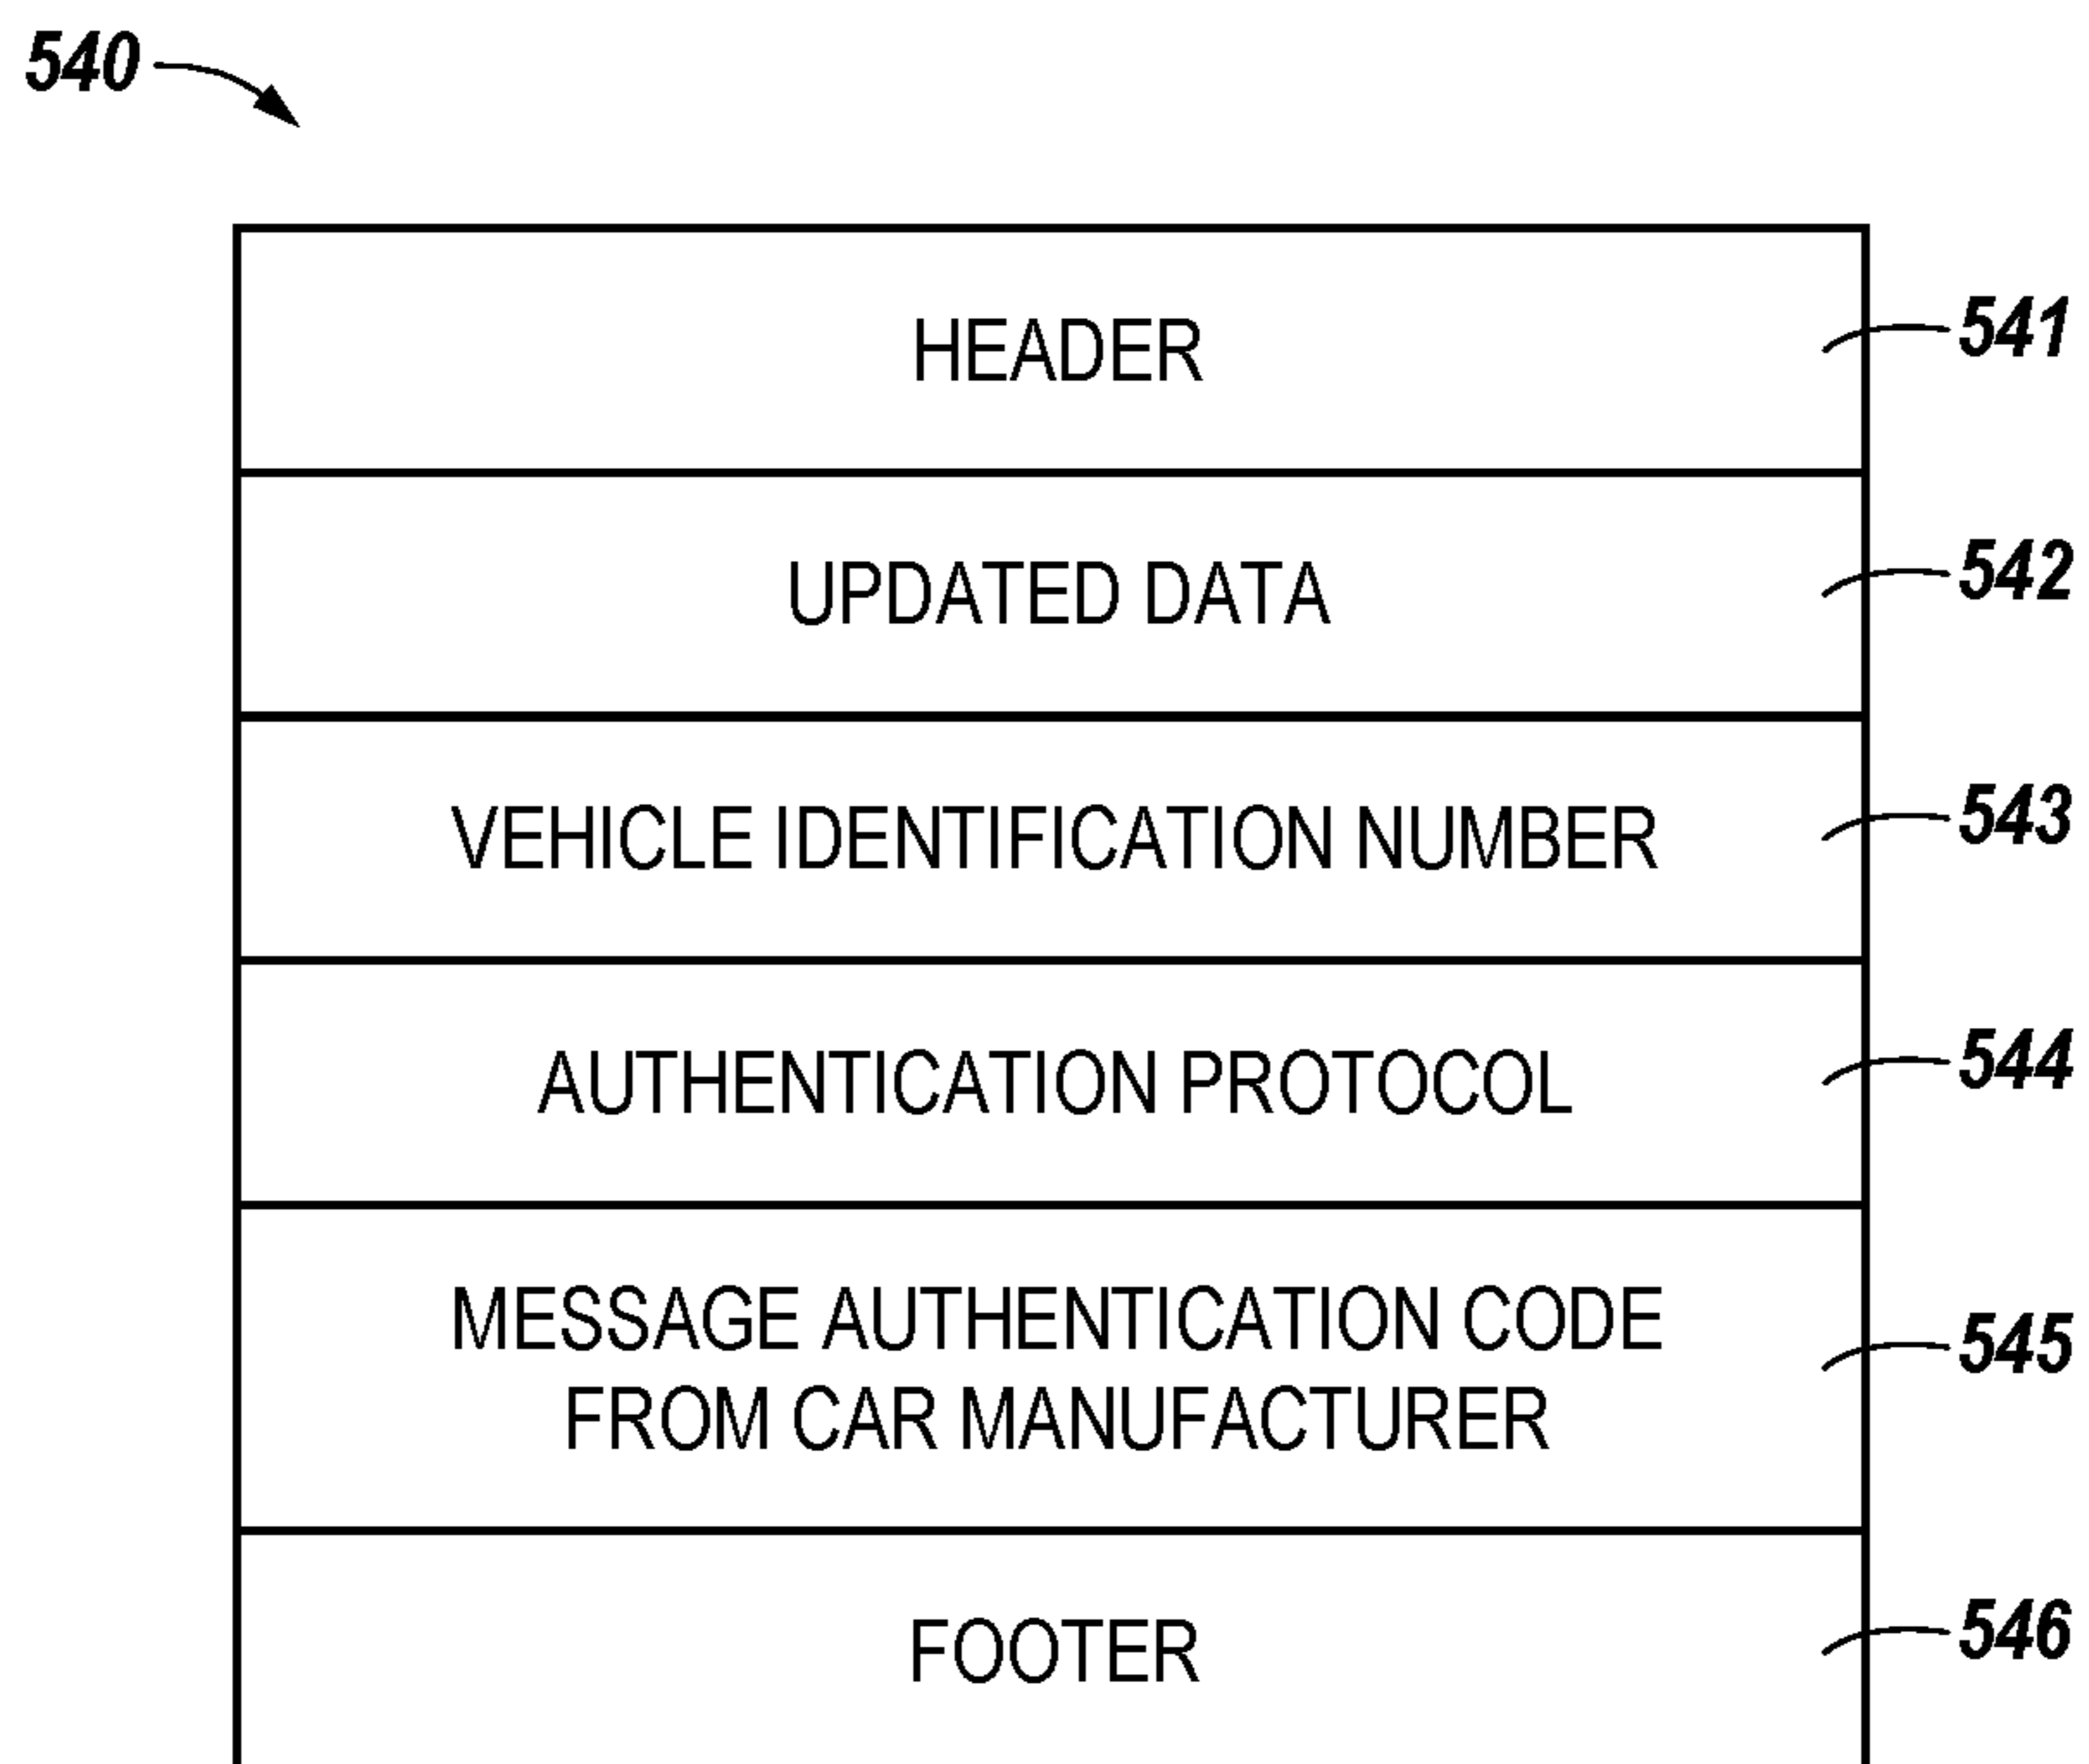 540
HEADER 541
UPDATED DATA 542
VEHICLE IDENTIFICATION NUMBER 543
AUTHENTICATION PROTOCOL 544
MESSAGE AUTHENTICATION CODE
FROM CAR MANUFACTURER 545
FOOTER 546